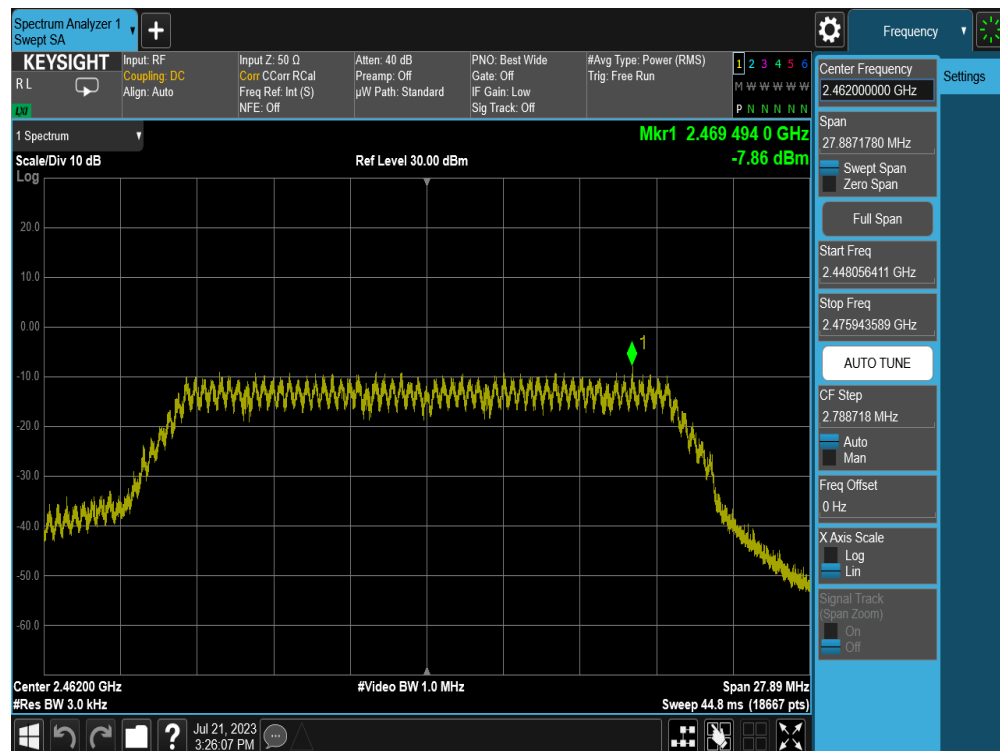 Spectrum Analyzer 1
Swept SA
+
Frequency
KEYSIGHT
R L
LXI
Input: RF
Coupling: DC
Align: Auto
Input Z: 50 Ω
Corr CCorr RCal
Freq Ref: Int (S)
NFE: Off
Atten: 40 dB
Preamp: Off
µW Path: Standard
PNO: Best Wide
Gate: Off
IF Gain: Low
Sig Track: Off
#Avg Type: Power (RMS)
Trig: Free Run
1 2 3 4 5 6
M W W W W W
P N N N N N
1 Spectrum
Scale/Div 10 dB
Log
Ref Level 30.00 dBm
Mkr1 2.469 494 0 GHz
-7.86 dBm
20.0
10.0
0.00
-10.0
-20.0
-30.0
-40.0
-50.0
-60.0
1
Center 2.46200 GHz
#Res BW 3.0 kHz
#Video BW 1.0 MHz
Span 27.89 MHz
Sweep 44.8 ms (18667 pts)
Center Frequency
2.462000000 GHz
Settings
Span
27.8871780 MHz
Swept Span
Zero Span
Full Span
Start Freq
2.448056411 GHz
Stop Freq
2.475943589 GHz
AUTO TUNE
CF Step
2.788718 MHz
Auto
Man
Freq Offset
0 Hz
X Axis Scale
Log
Lin
Signal Track
(Span Zoom)
On
Off
?
Jul 21, 2023
3:26:07 PM